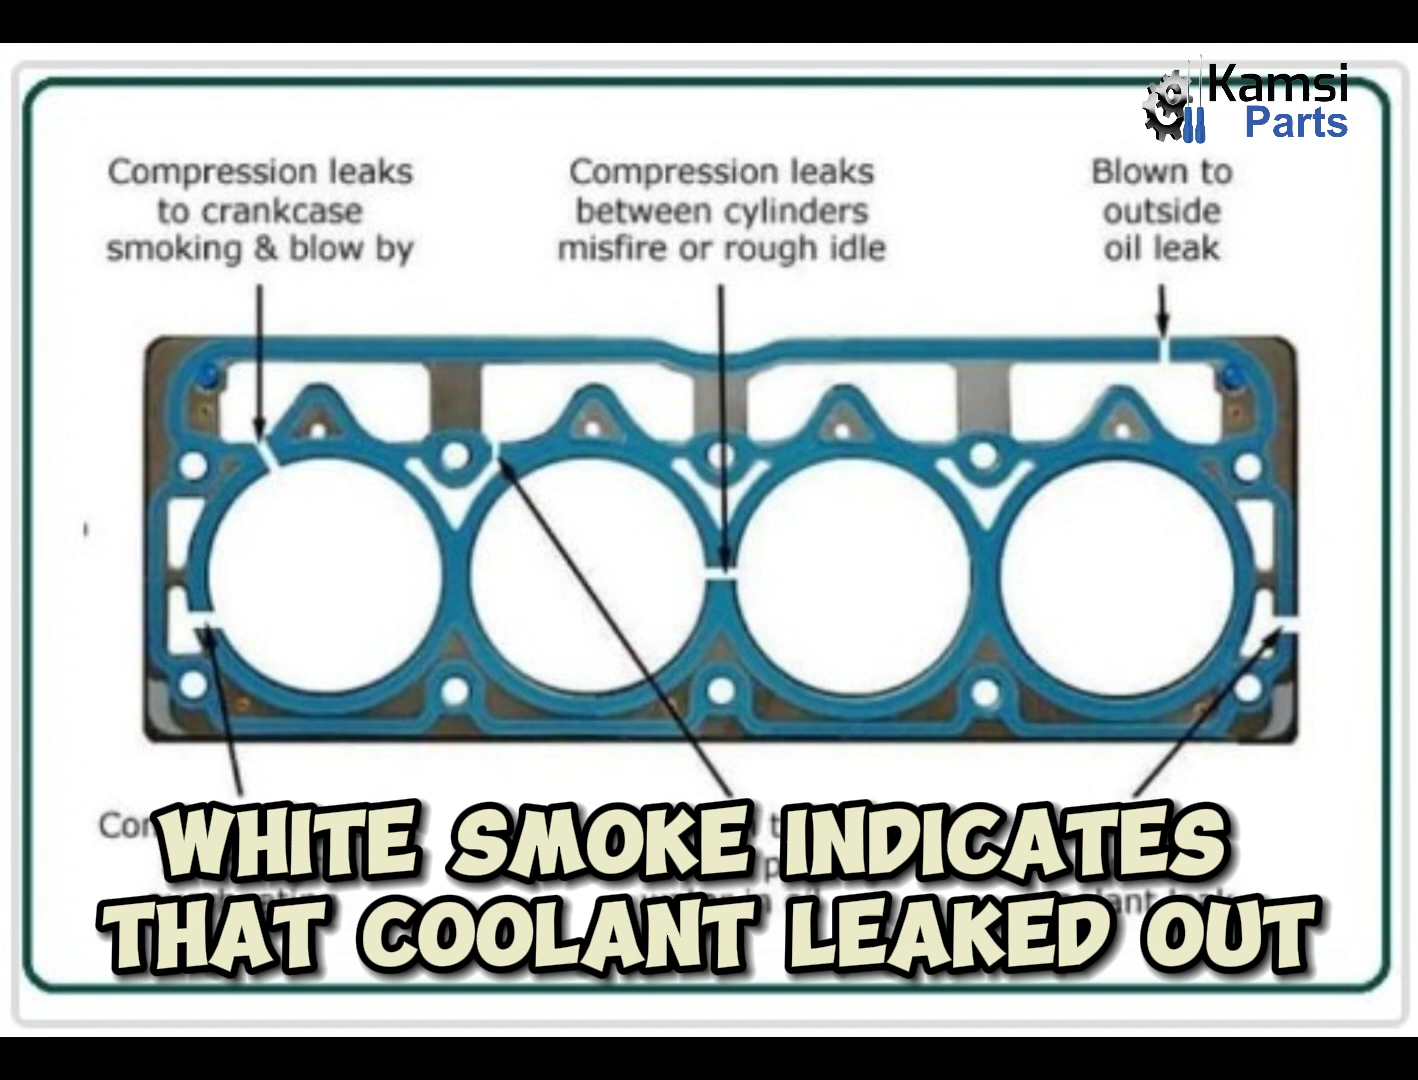 Kamsi
Parts
Compression leaks
to crankcase
smoking & blow by
Compression leaks
between cylinders
misfire or rough idle
Blown to
outside
oil leak
WHITE SMOKE INDICATES
THAT COOLANT LEAKED OUT